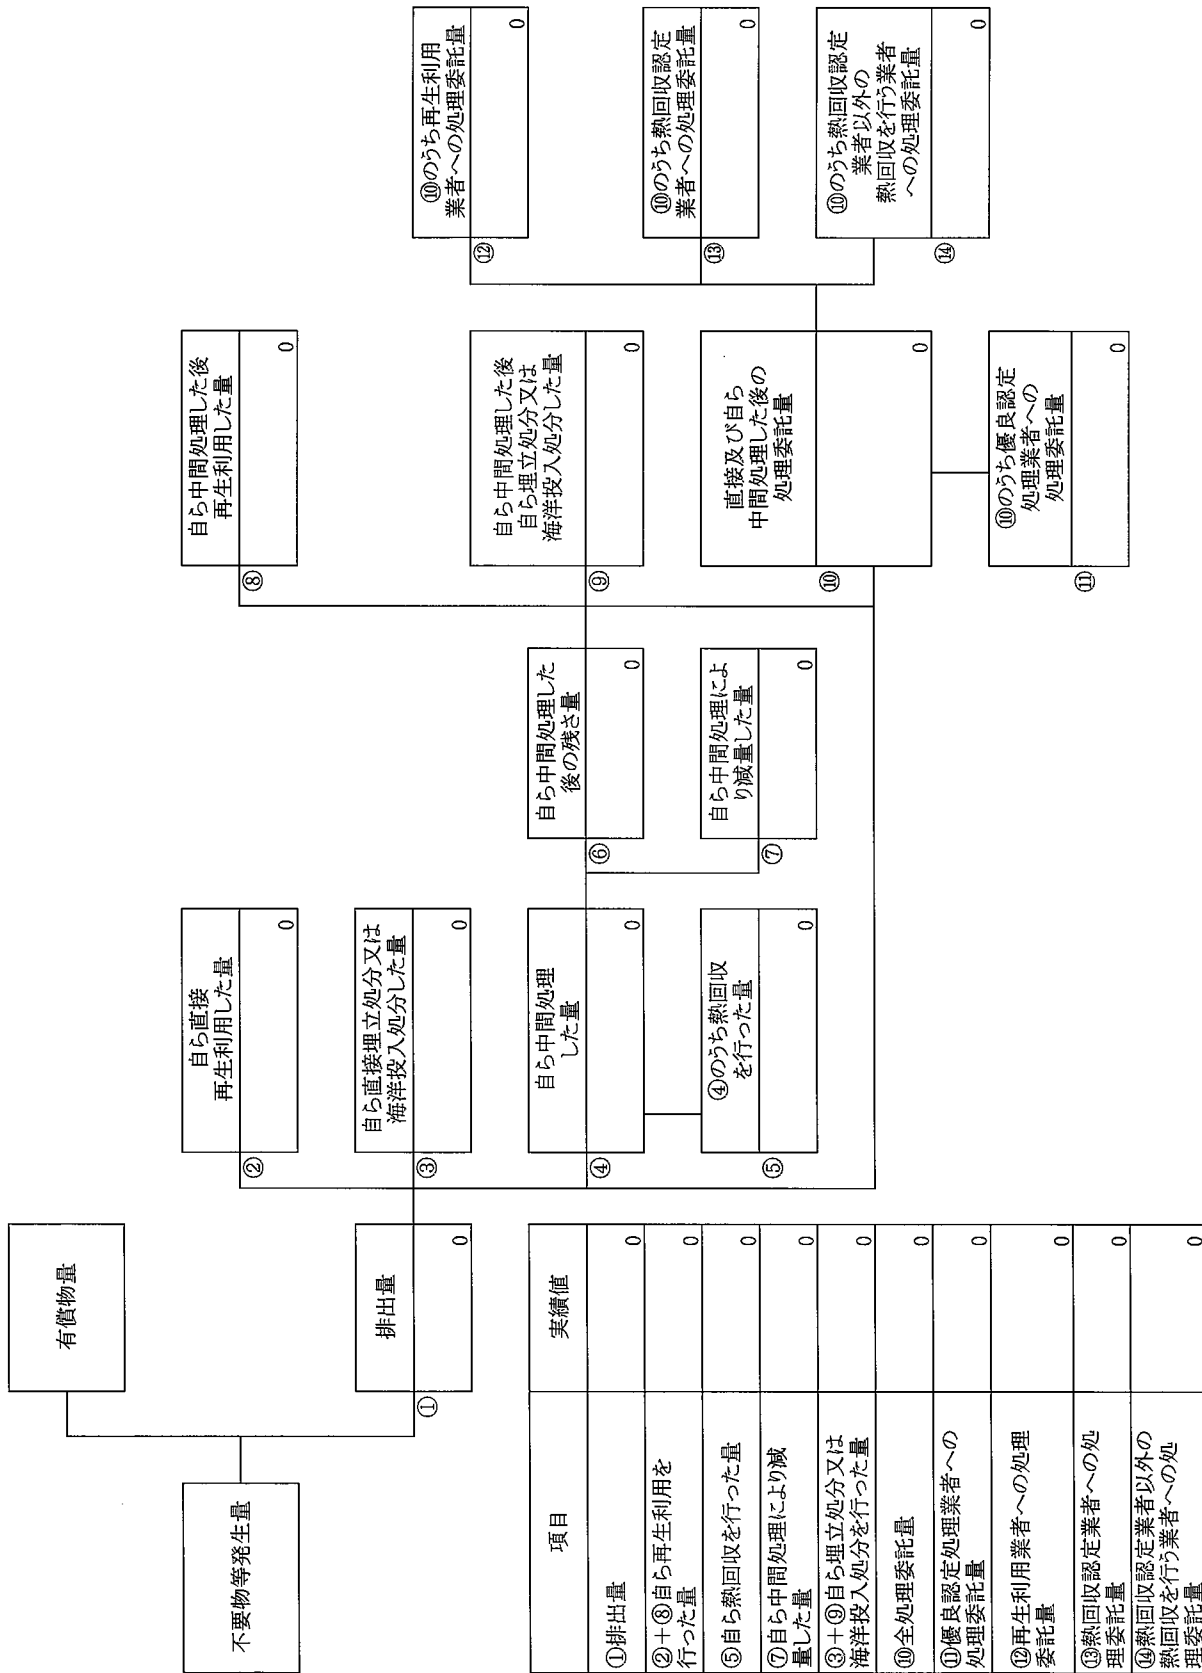 不要物等発生量
有償物量
排出量
①
0
②
自ら直接
再生利用した量
0
③
自ら直接埋立処分又は
海洋投入処分した量
0
④
自ら中間処理
した量
0
⑤
④のうち熱回収
を行った量
0
⑥
自ら中間処理した
後の残さ量
0
⑦
自ら中間処理によ
り減量した量
0
⑧
自ら中間処理した後
再生利用した量
0
⑨
自ら中間処理した後
自ら埋立処分又は
海洋投入処分した量
0
⑩
直接及び自ら
中間処理した後の
処理委託量
0
⑪
⑩のうち優良認定
処理業者への
処理委託量
0
⑫
⑩のうち再生利用
業者への処理委託量
0
⑬
⑩のうち熱回収認定
業者への処理委託量
0
⑭
⑩のうち熱回収認定
業者以外の
熱回収を行う業者
への処理委託量
0
項目 実績値
①排出量 0
②+⑧自ら再生利用を
行った量 0
⑤自ら熱回収を行った量 0
⑦自ら中間処理により減
量した量 0
③+⑨自ら埋立処分又は
海洋投入処分を行った量 0
⑩全処理委託量 0
⑪優良認定処理業者への
処理委託量 0
⑫再生利用業者への処理
委託量 0
⑬熱回収認定業者への処
理委託量 0
⑭熱回収認定業者以外の
熱回収を行う業者への処
理委託量 0